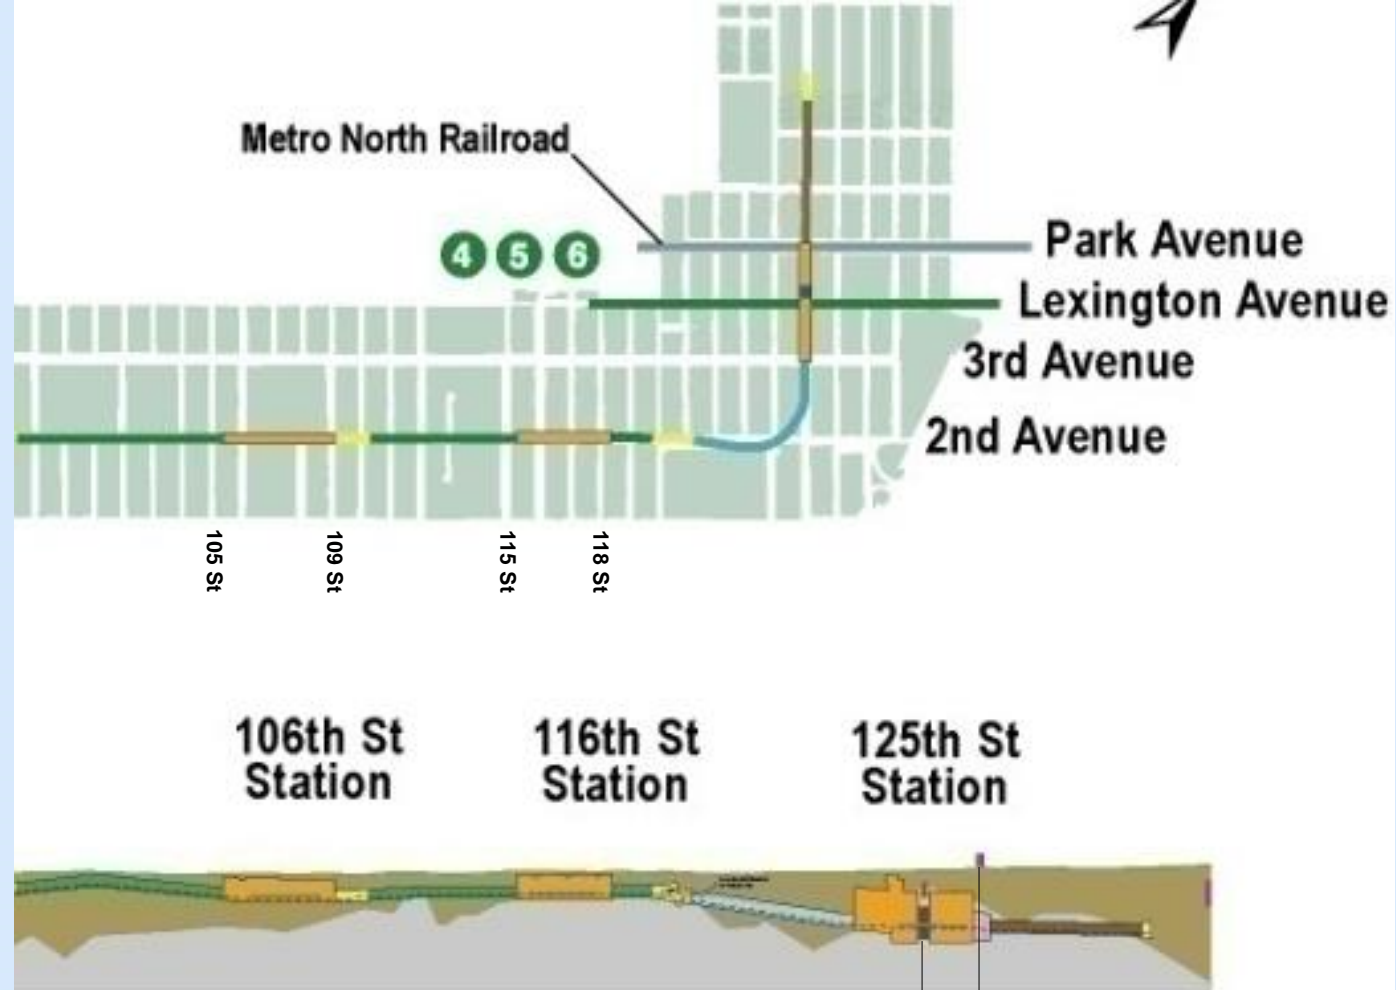 Metro North Railroad
4 5 6
Park Avenue
Lexington Avenue
3rd Avenue
2nd Avenue
105 St
109 St
115 St
118 St
106th St
Station
116th St
Station
125th St
Station